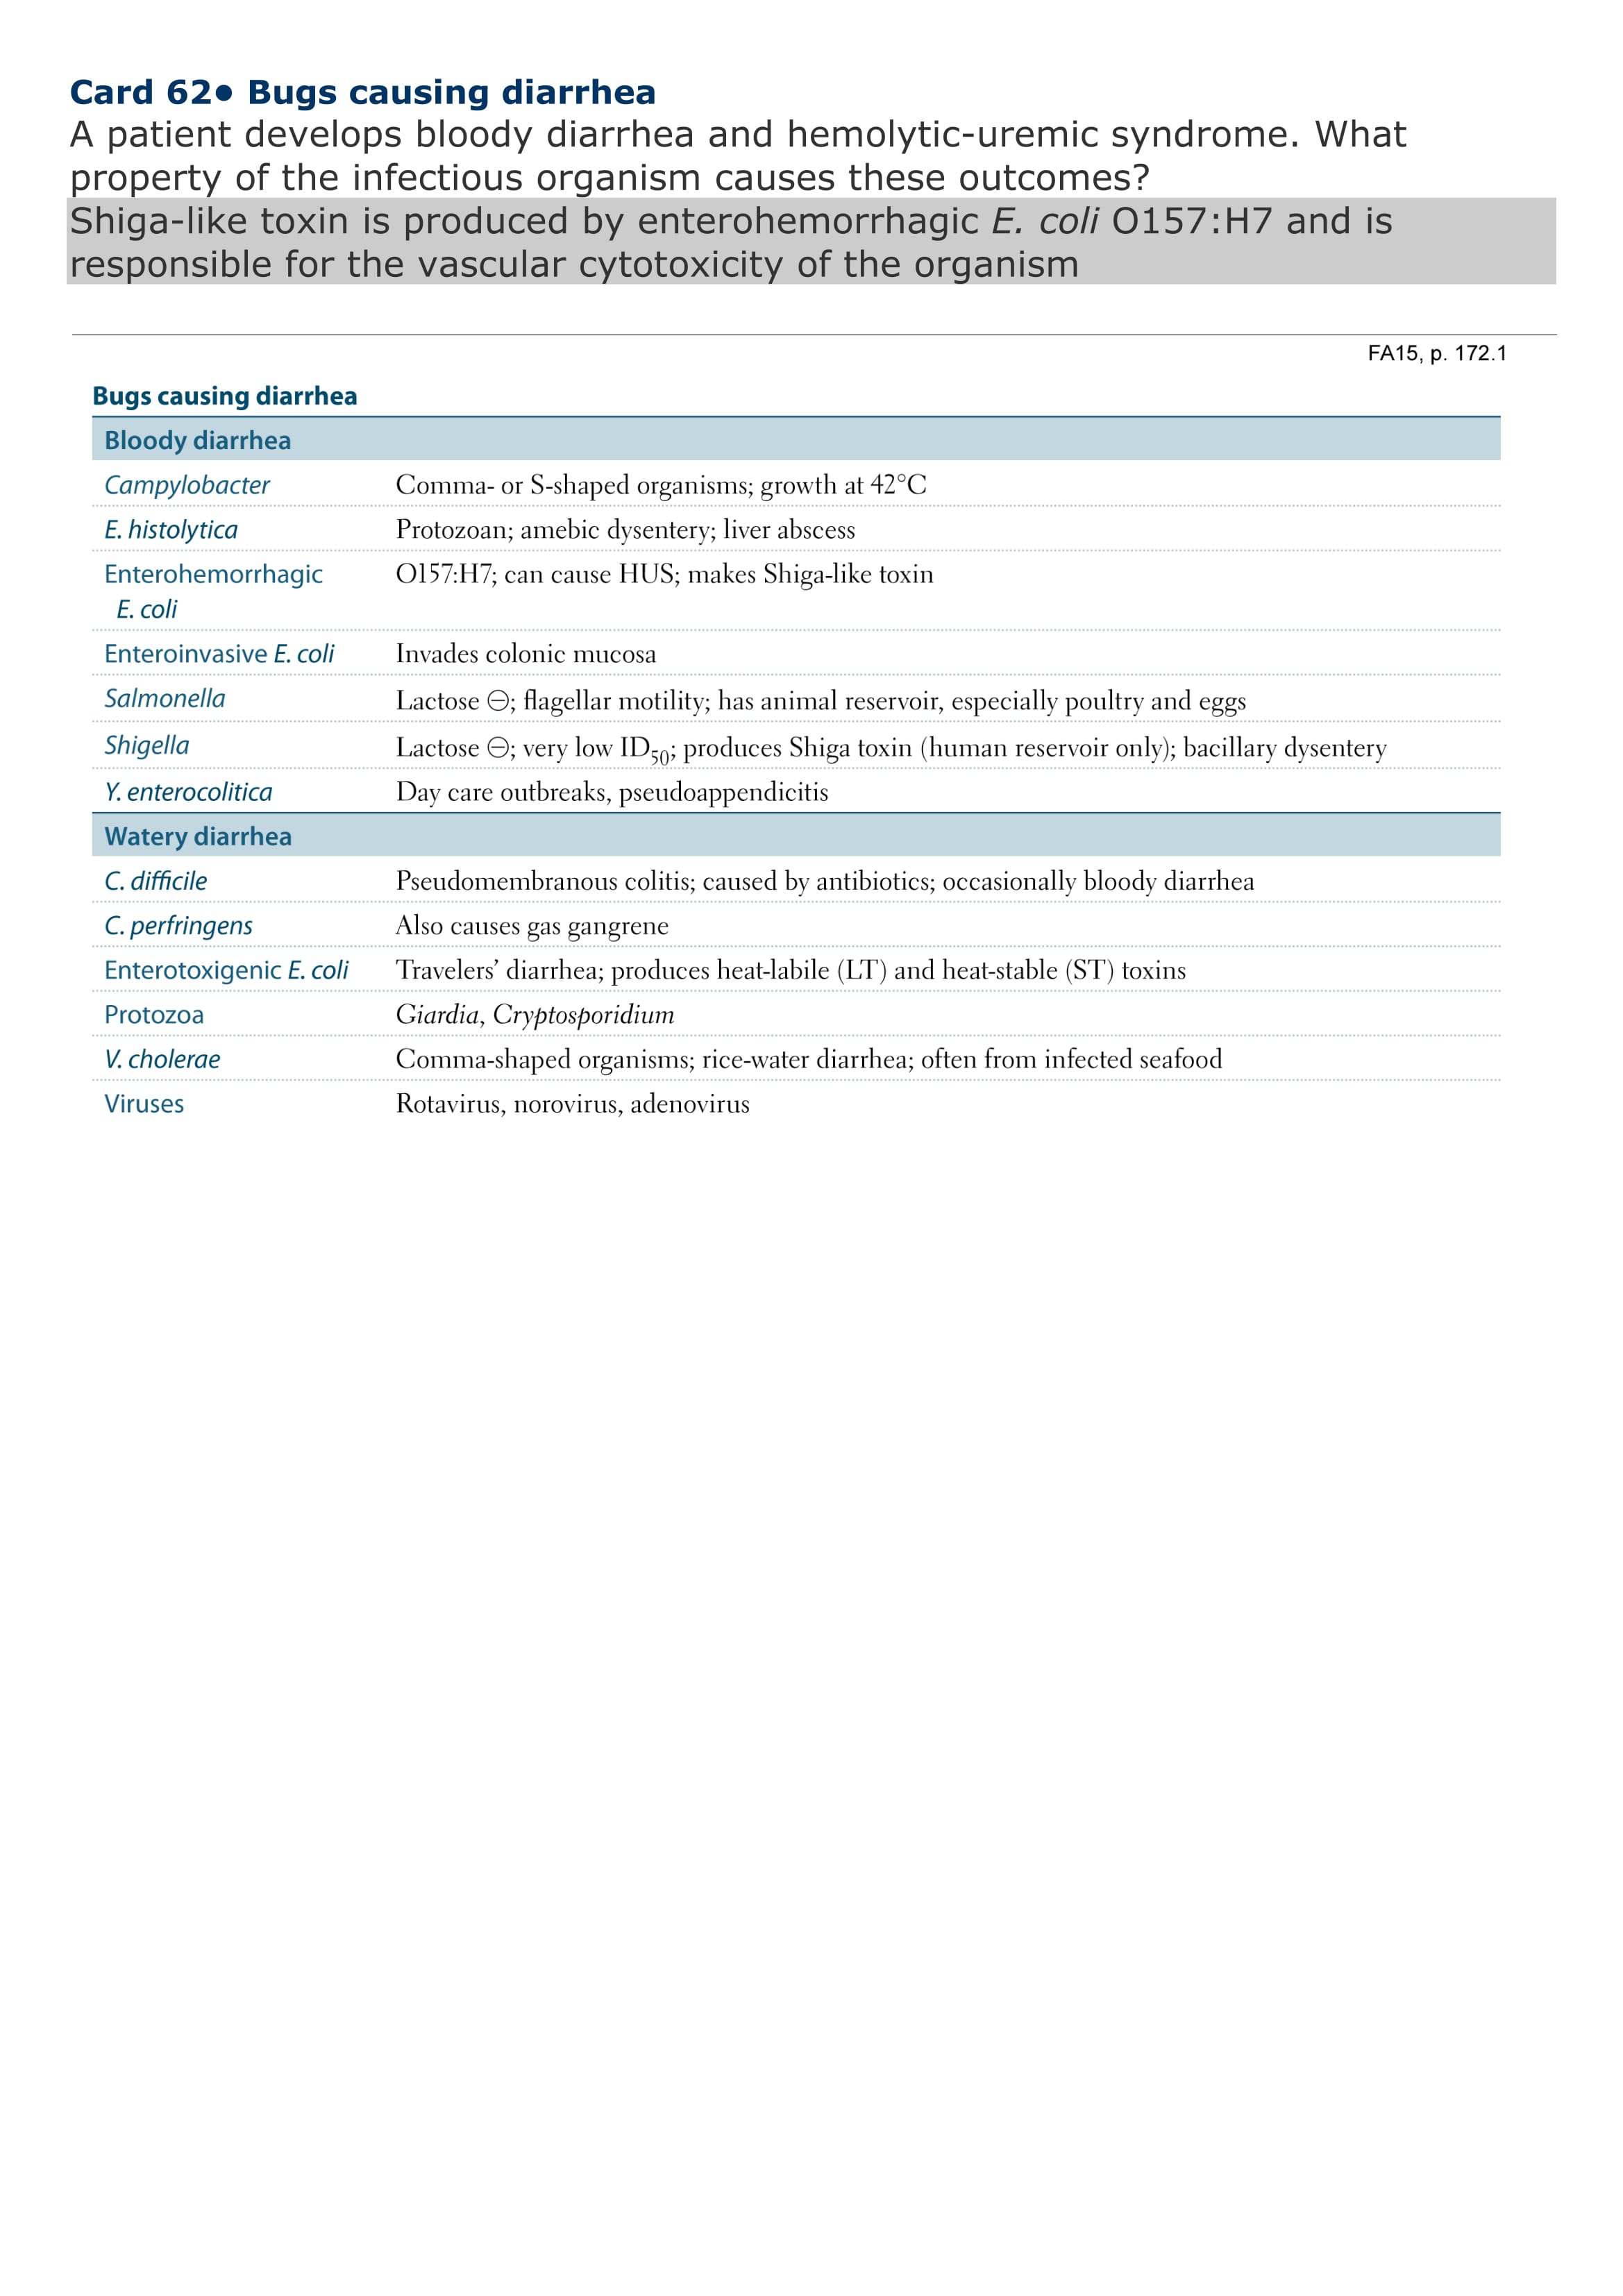 Card 62● Bugs causing diarrhea
A patient develops bloody diarrhea and hemolytic-uremic syndrome. What
property of the infectious organism causes these outcomes?
Shiga-like toxin is produced by enterohemorrhagic E. coli O157:H7 and is
responsible for the vascular cytotoxicity of the organism
FA15, p. 172.1
Bugs causing diarrhea
Bloody diarrhea
Campylobacter Comma- or S-shaped organisms; growth at 42°C
E. histolytica Protozoan; amebic dysentery; liver abscess
Enterohemorrhagic O157:H7; can cause HUS; makes Shiga-like toxin
E. coli
Enteroinvasive E. coli Invades colonic mucosa
Salmonella Lactose ⊖; flagellar motility; has animal reservoir, especially poultry and eggs
Shigella Lactose ⊖; very low ID50; produces Shiga toxin (human reservoir only); bacillary dysentery
Y. enterocolitica Day care outbreaks, pseudoappendicitis
Watery diarrhea
C. difficile Pseudomembranous colitis; caused by antibiotics; occasionally bloody diarrhea
C. perfringens Also causes gas gangrene
Enterotoxigenic E. coli Travelers’ diarrhea; produces heat-labile (LT) and heat-stable (ST) toxins
Protozoa Giardia, Cryptosporidium
V. cholerae Comma-shaped organisms; rice-water diarrhea; often from infected seafood
Viruses Rotavirus, norovirus, adenovirus